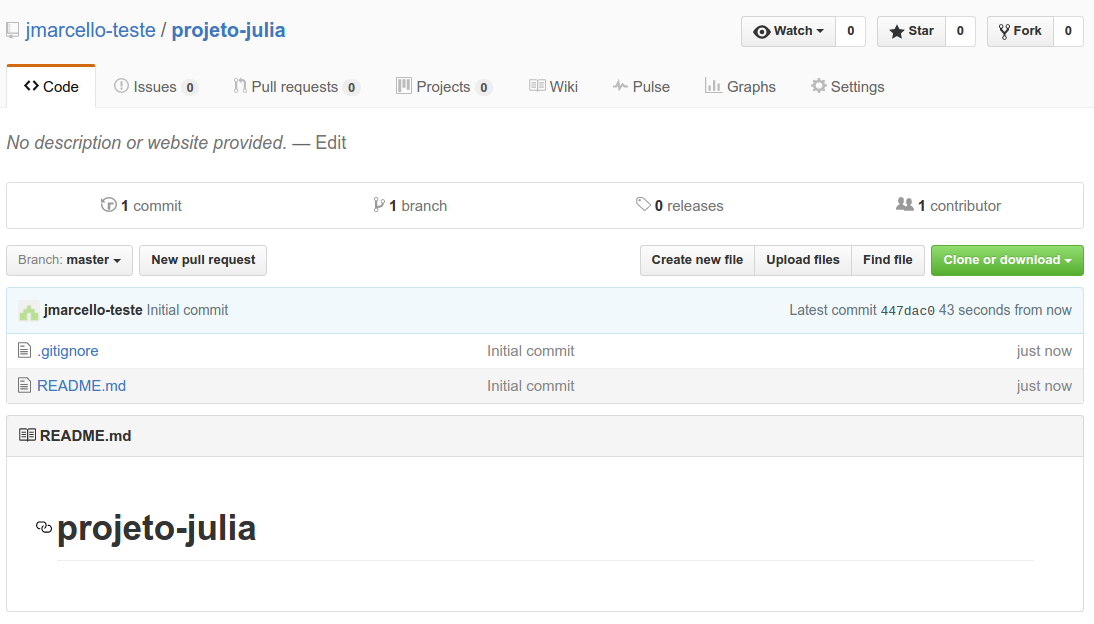 jmarcello-teste / projeto-julia Watch 0 Star 0 Fork 0
Code Issues 0 Pull requests 0 Projects 0 Wiki Pulse Graphs Settings
No description or website provided. — Edit
1 commit 1 branch 0 releases 1 contributor
Branch: master New pull request Create new file Upload files Find file Clone or download
jmarcello-teste Initial commit Latest commit 447dac0 43 seconds from now
.gitignore Initial commit just now
README.md Initial commit just now
README.md
projeto-julia